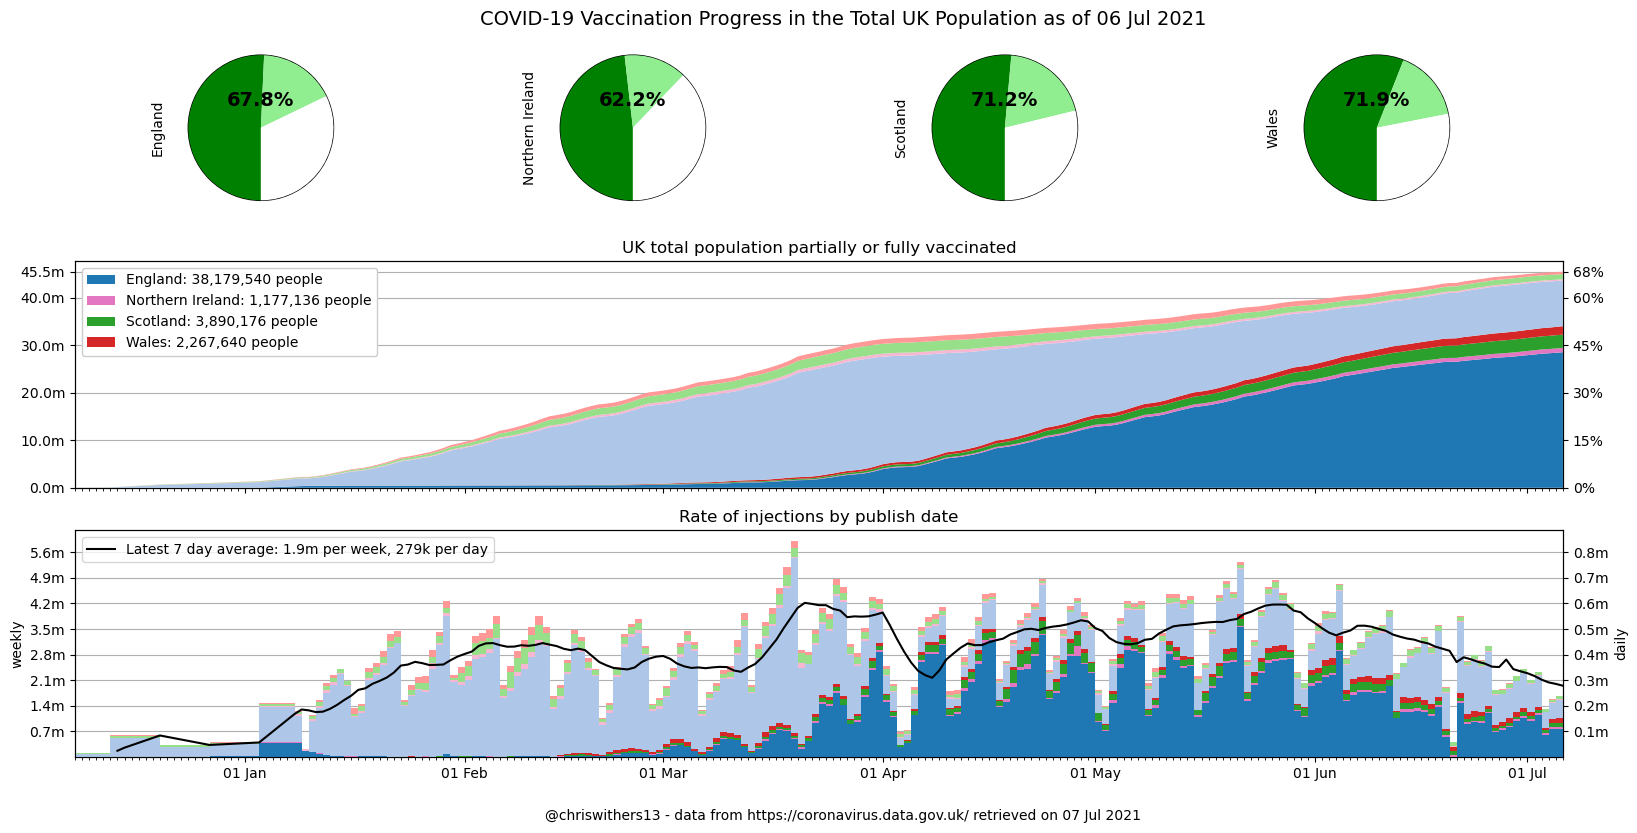 COVID-19 Vaccination Progress in the Total UK Population as of 06 Jul 2021
England
67.8%
Northern Ireland
62.2%
Scotland
71.2%
Wales
71.9%
UK total population partially or fully vaccinated
England: 38,179,540 people
Northern Ireland: 1,177,136 people
Scotland: 3,890,176 people
Wales: 2,267,640 people
45.5m
40.0m
30.0m
20.0m
10.0m
0.0m
68%
60%
45%
30%
15%
0%
Rate of injections by publish date
Latest 7 day average: 1.9m per week, 279k per day
weekly
5.6m
4.9m
4.2m
3.5m
2.8m
2.1m
1.4m
0.7m
0.8m
0.7m
0.6m
0.5m
0.4m
0.3m
0.2m
0.1m
daily
01 Jan
01 Feb
01 Mar
01 Apr
01 May
01 Jun
01 Jul
@chriswithers13 - data from https://coronavirus.data.gov.uk/ retrieved on 07 Jul 2021